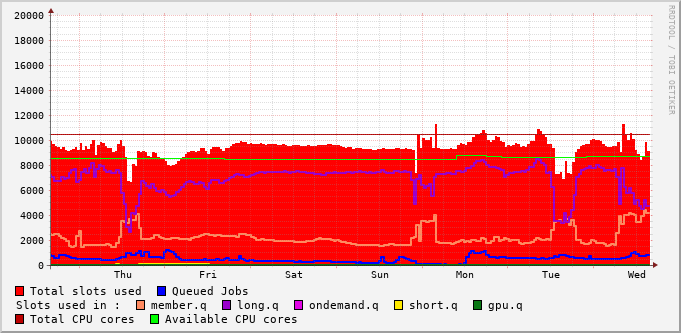 RRDTOOL / TOBI OETIKER
20000
18000
16000
14000
12000
10000
8000
6000
4000
2000
0
Thu Fri Sat Sun Mon Tue Wed
Total slots used Queued Jobs
Slots used in : member.q long.q ondemand.q short.q gpu.q
Total CPU cores Available CPU cores